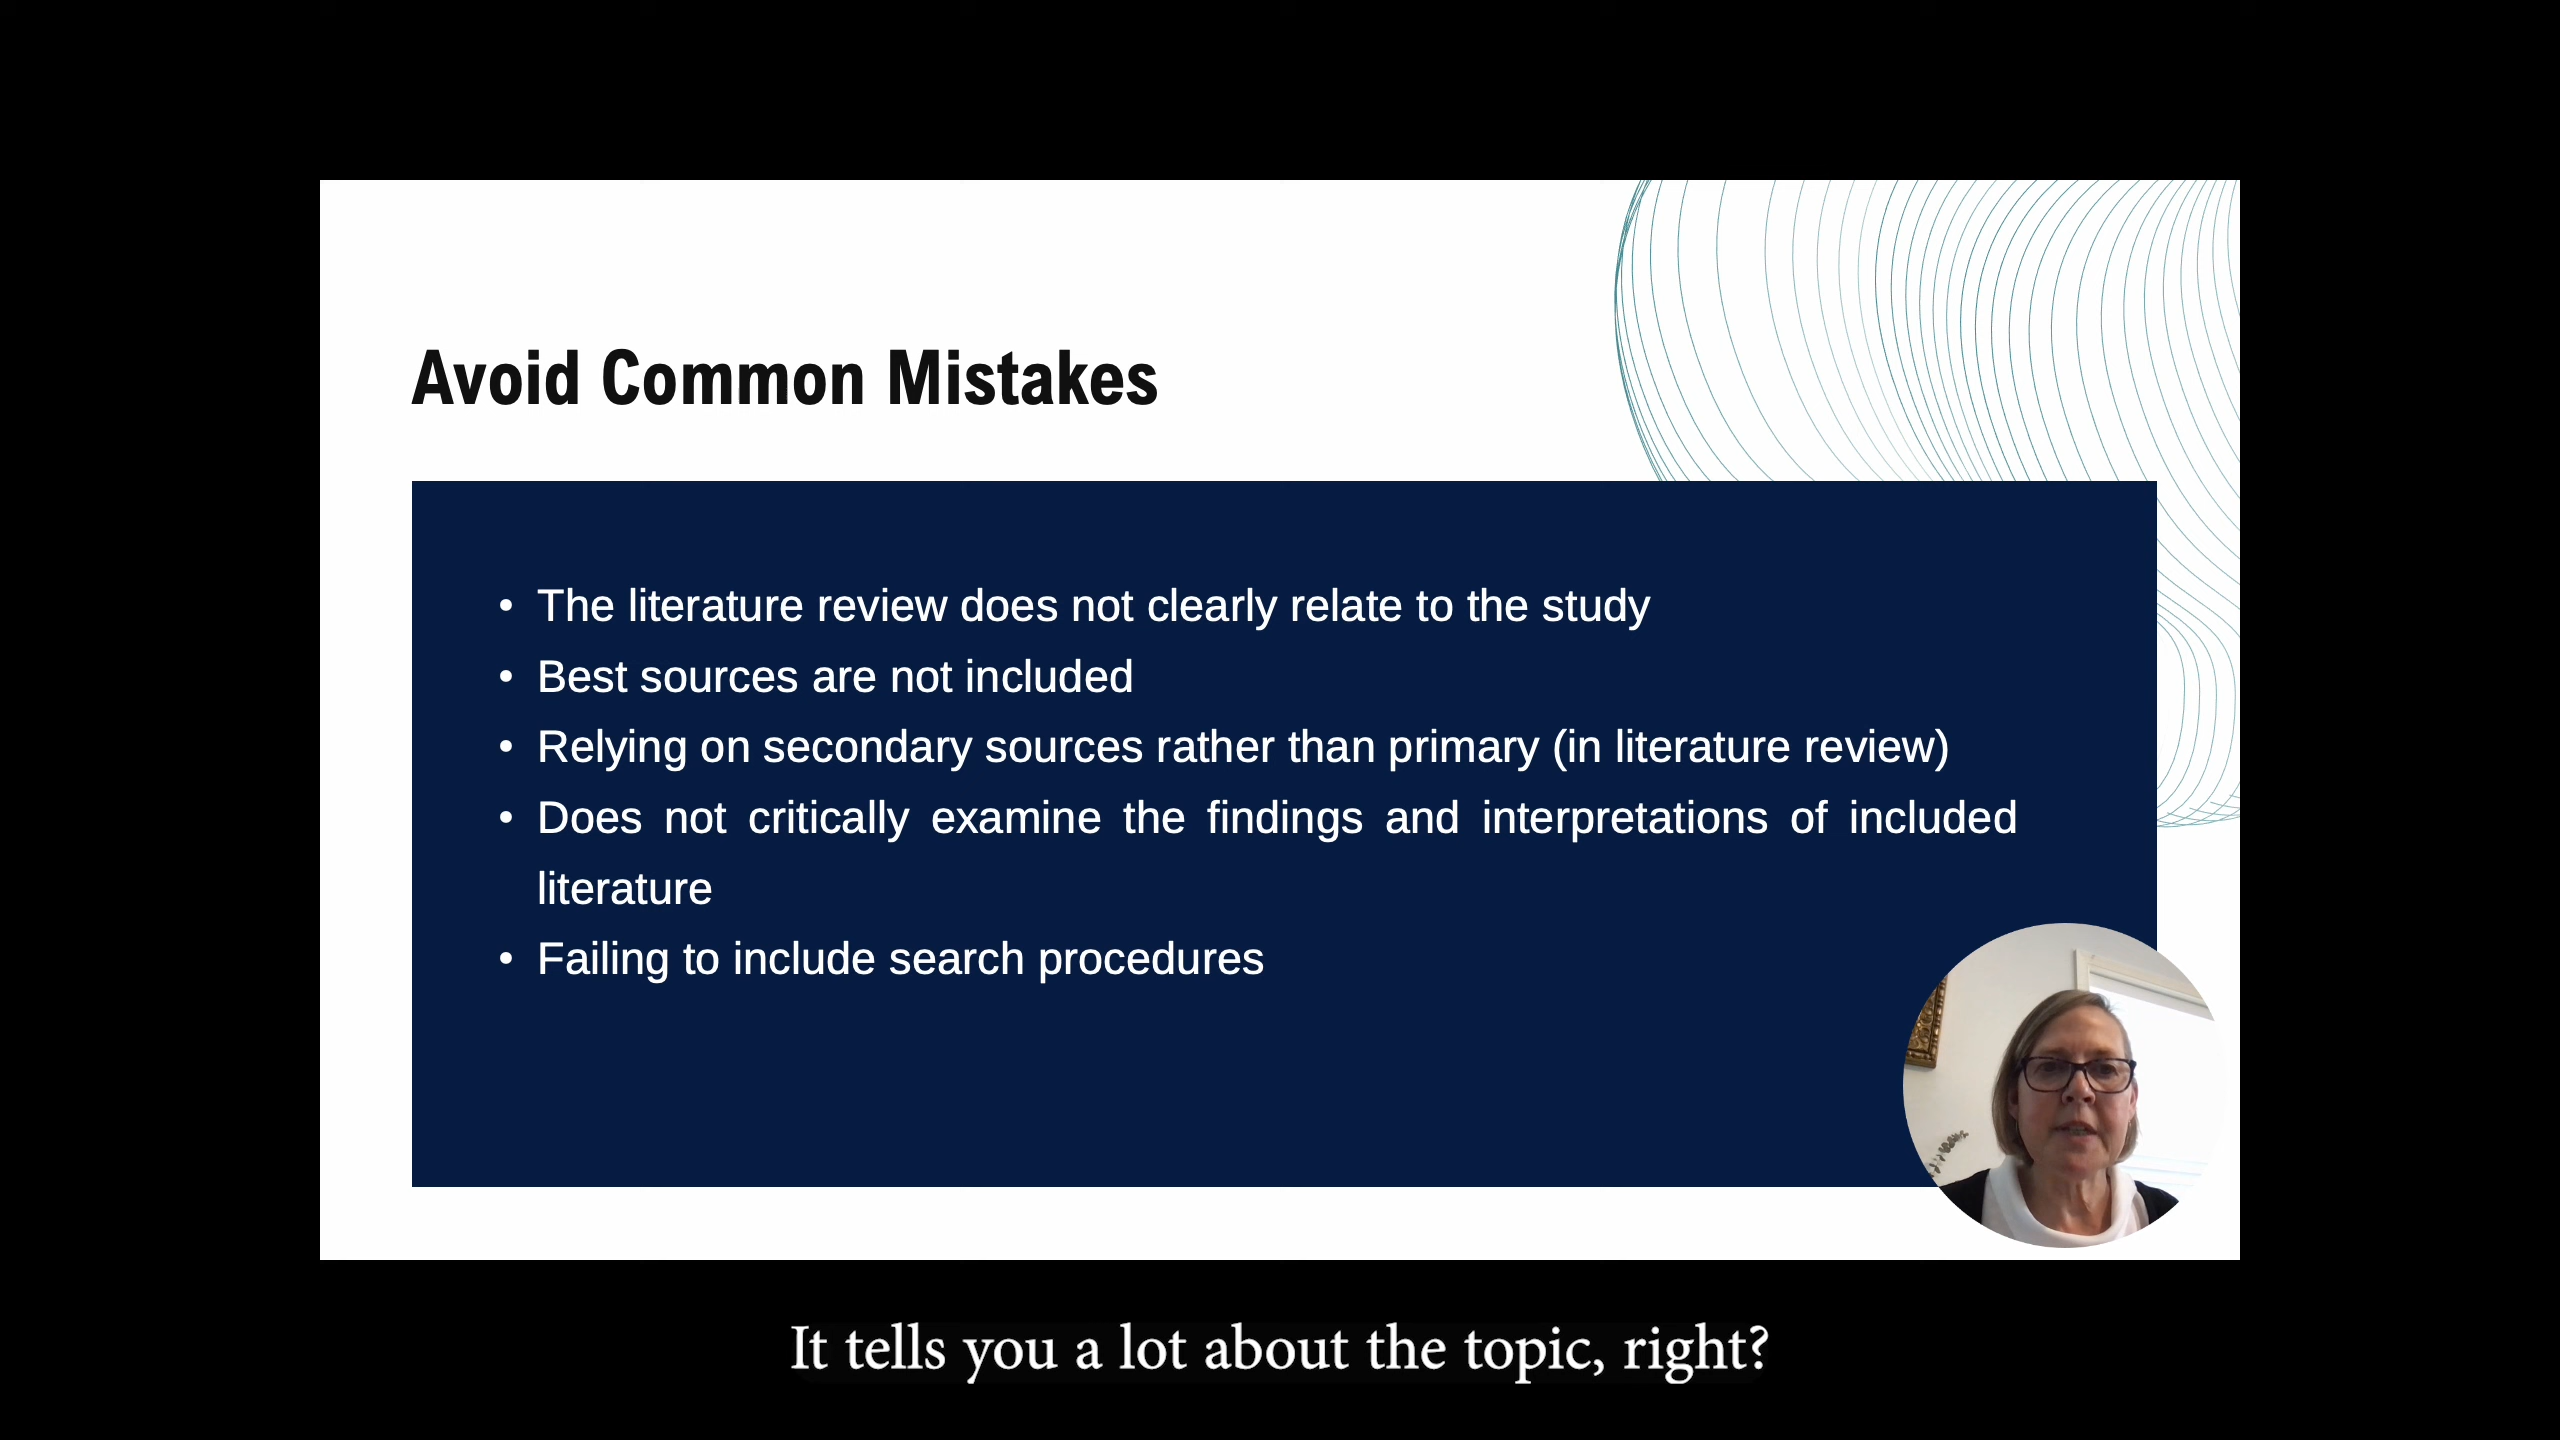 Avoid Common Mistakes
• The literature review does not clearly relate to the study
• Best sources are not included
• Relying on secondary sources rather than primary (in literature review)
• Does not critically examine the findings and interpretations of included
literature
• Failing to include search procedures
It tells you a lot about the topic, right?